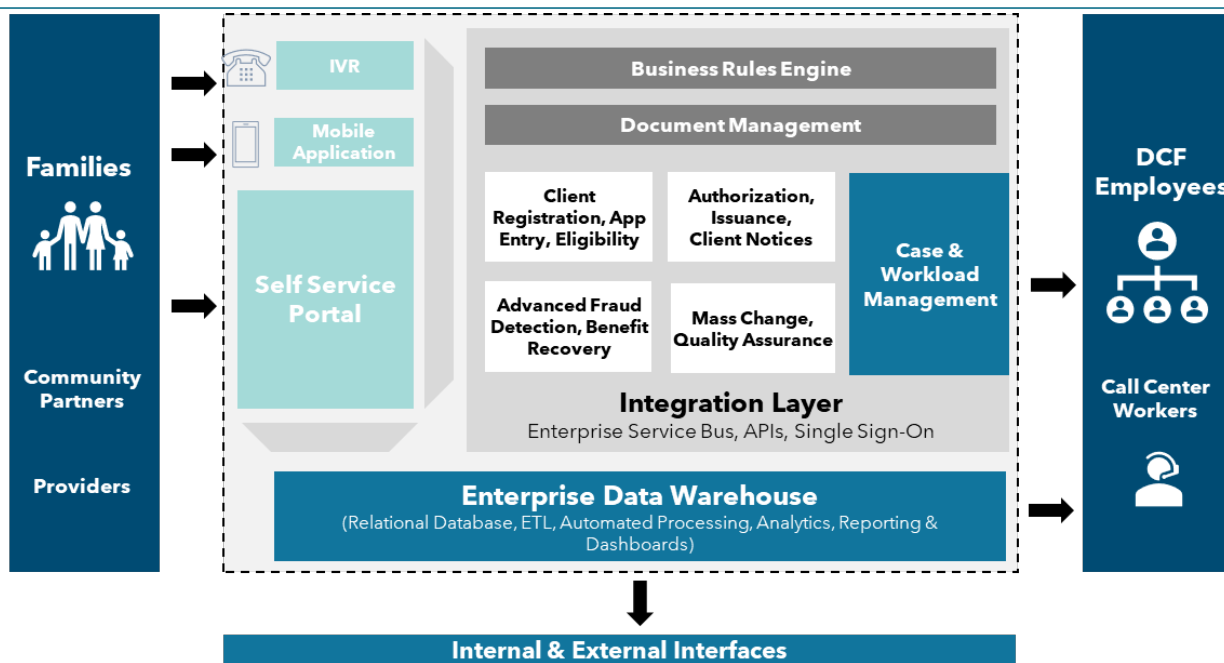 Families
Community
Partners
Providers
IVR
Mobile
Application
Self Service
Portal
Business Rules Engine
Document Management
Client
Registration, App
Entry, Eligibility
Authorization,
Issuance,
Client Notices
Advanced Fraud
Detection, Benefit
Recovery
Mass Change,
Quality Assurance
Case &
Workload
Management
Integration Layer
Enterprise Service Bus, APIs, Single Sign-On
Enterprise Data Warehouse
(Relational Database, ETL, Automated Processing, Analytics, Reporting &
Dashboards)
DCF
Employees
Call Center
Workers
Internal & External Interfaces